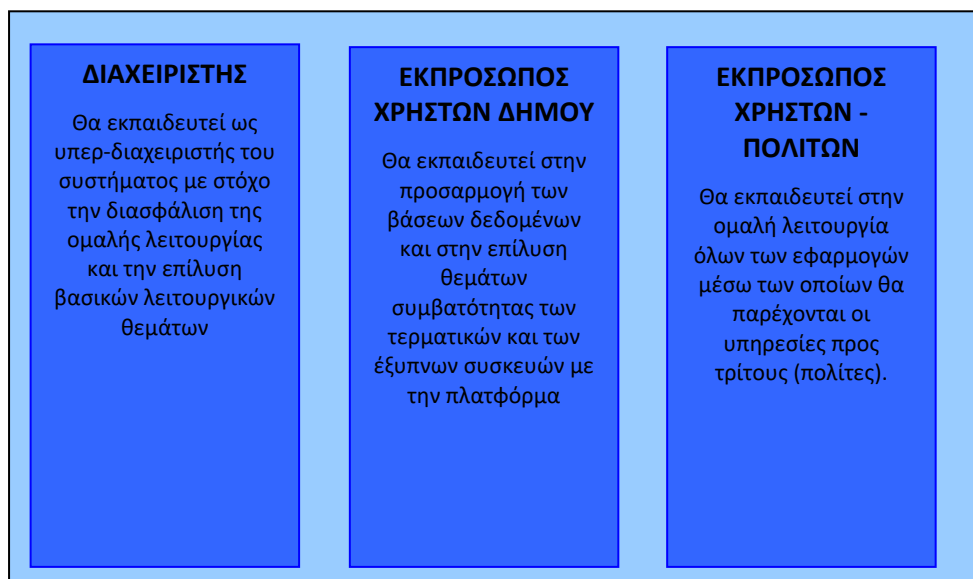 ΔΙΑΧΕΙΡΙΣΤΗΣ
Θα εκπαιδευτεί ως
υπερ-διαχειριστής του
συστήματος με στόχο
την διασφάλιση της
ομαλής λειτουργίας
και την επίλυση
βασικών λειτουργικών
θεμάτων
ΕΚΠΡΟΣΩΠΟΣ
ΧΡΗΣΤΩΝ ΔΗΜΟΥ
Θα εκπαιδευτεί στην
προσαρμογή των
βάσεων δεδομένων
και στην επίλυση
θεμάτων
συμβατότητας των
τερματικών και των
έξυπνων συσκευών με
την πλατφόρμα
ΕΚΠΡΟΣΩΠΟΣ
ΧΡΗΣΤΩΝ -
ΠΟΛΙΤΩΝ
Θα εκπαιδευτεί στην
ομαλή λειτουργία
όλων των εφαρμογών
μέσω των οποίων θα
παρέχονται οι
υπηρεσίες προς
τρίτους (πολίτες).